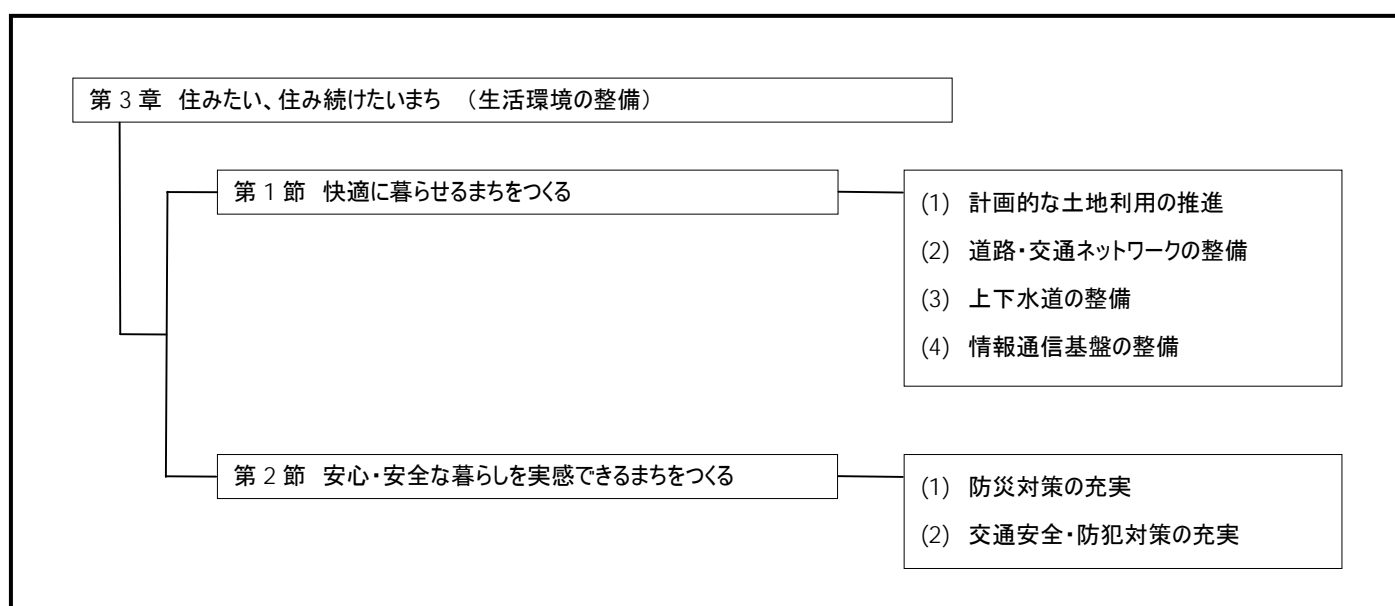 第3章 住みたい、住み続けたいまち （生活環境の整備）
第1節 快適に暮らせるまちをつくる
(1) 計画的な土地利用の推進
(2) 道路・交通ネットワークの整備
(3) 上下水道の整備
(4) 情報通信基盤の整備
第2節 安心・安全な暮らしを実感できるまちをつくる
(1) 防災対策の充実
(2) 交通安全・防犯対策の充実